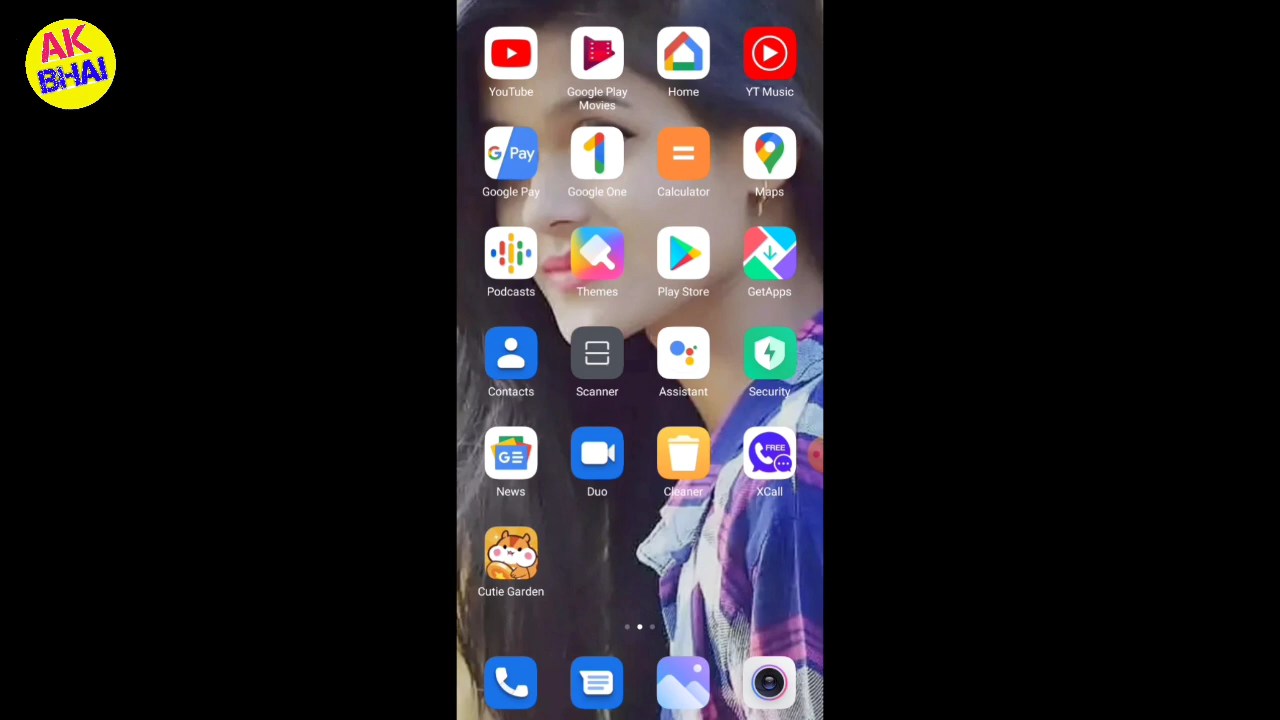 AK
BHAI
YouTube
Google Play
Movies
Home
YT Music
G Pay
Google Pay
Google One
Calculator
Maps
Podcasts
Themes
Play Store
GetApps
Contacts
Scanner
Assistant
Security
GE
News
Duo
Cleaner
FREE
XCall
Cutie Garden